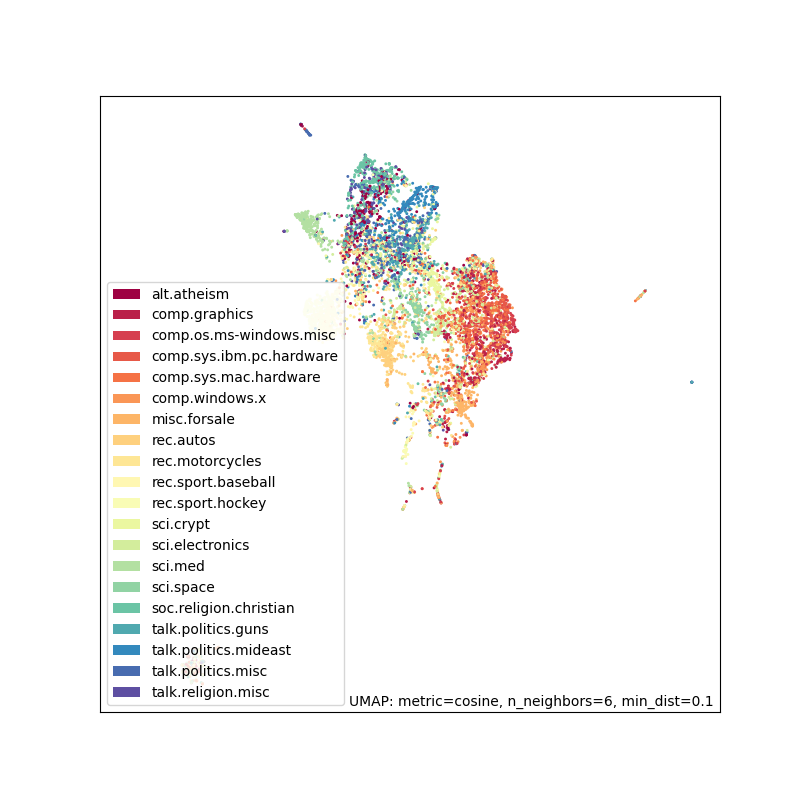 alt.atheism
comp.graphics
comp.os.ms-windows.misc
comp.sys.ibm.pc.hardware
comp.sys.mac.hardware
comp.windows.x
misc.forsale
rec.autos
rec.motorcycles
rec.sport.baseball
rec.sport.hockey
sci.crypt
sci.electronics
sci.med
sci.space
soc.religion.christian
talk.politics.guns
talk.politics.mideast
talk.politics.misc
talk.religion.misc
UMAP: metric=cosine, n_neighbors=6, min_dist=0.1